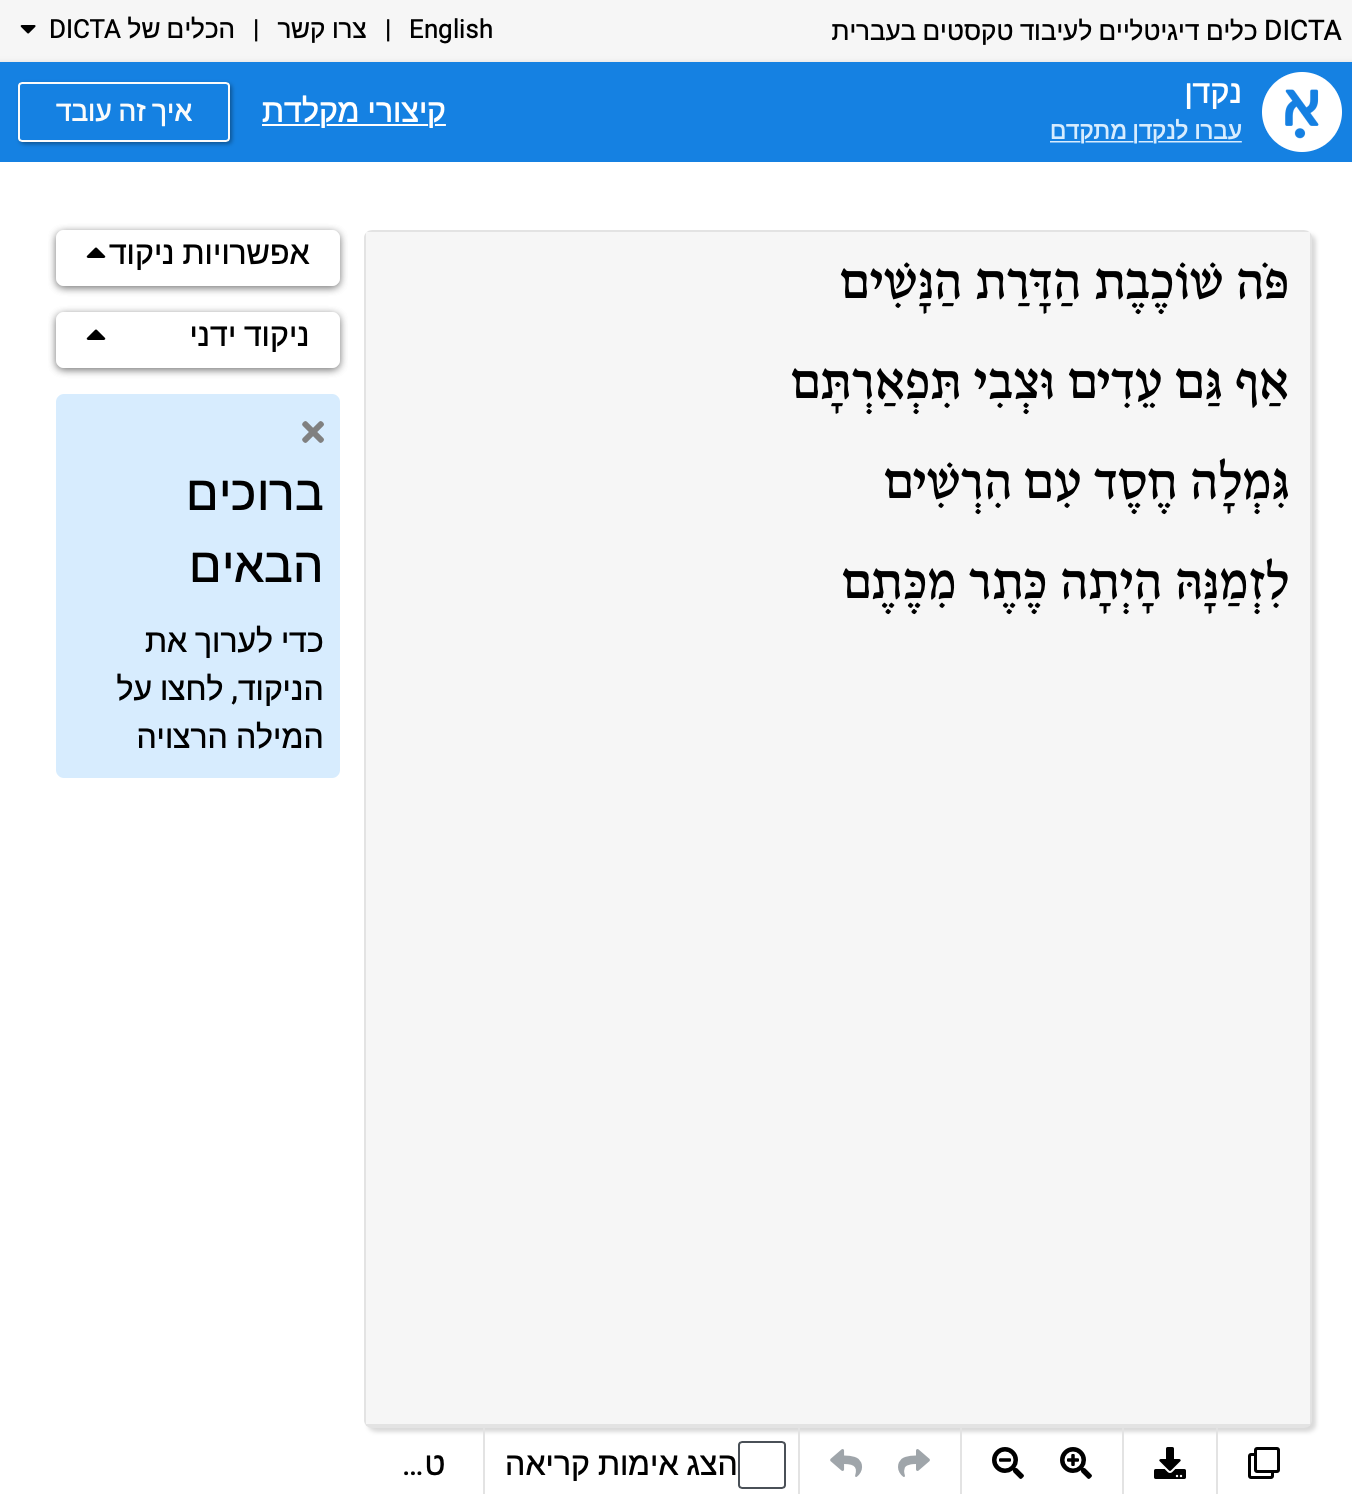 DICTA כלים דיגיטליים לעיבוד טקסטים בעברית
English | צרו קשר | הכלים של DICTA
נקדן
עברו לנקדן מתקדם
קיצורי מקלדת
איך זה עובד
פֹּה שׁוֹכֶבֶת הַדָּרַת הַנָּשִׁים
אַף גַּם עֵדִים וּצְבִי תִּפְאַרְתָּם
גִּמְלָה חֶסֶד עִם הִרְשִׁים
לִזְמַנָּהּ הָיְתָה כֶּתֶר מִכֶּתֶם
אפשרויות ניקוד
ניקוד ידני
ברוכים
הבאים
כדי לערוך את
הניקוד, לחצו על
המילה הרצויה
הצג אימות קריאה
ט...